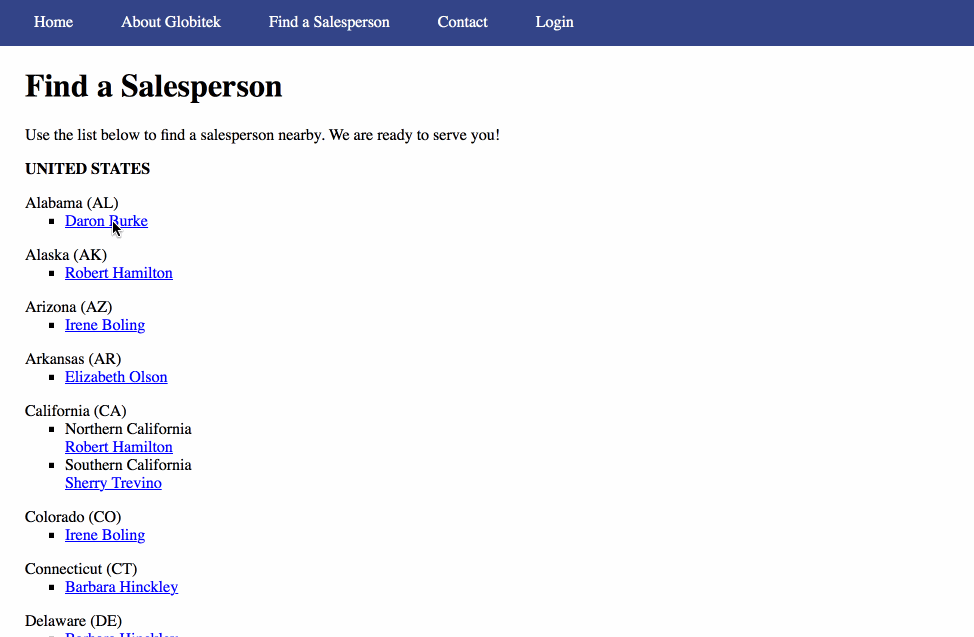 Home About Globitek Find a Salesperson Contact Login
Find a Salesperson
Use the list below to find a salesperson nearby. We are ready to serve you!
UNITED STATES
Alabama (AL)
Daron Burke
Alaska (AK)
Robert Hamilton
Arizona (AZ)
Irene Boling
Arkansas (AR)
Elizabeth Olson
California (CA)
Northern California
Robert Hamilton
Southern California
Sherry Trevino
Colorado (CO)
Irene Boling
Connecticut (CT)
Barbara Hinckley
Delaware (DE)
Barbara Hinckley